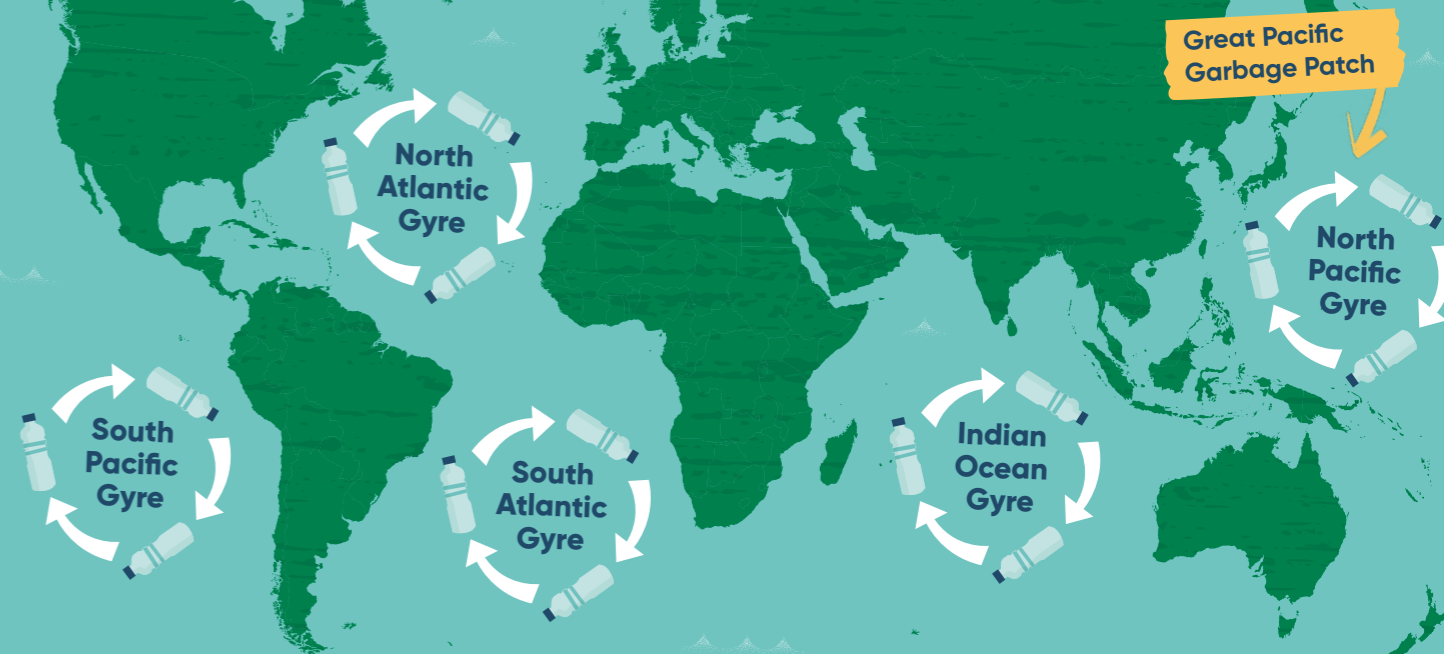 Great Pacific
Garbage Patch
North
Atlantic
Gyre
North
Pacific
Gyre
South
Pacific
Gyre
South
Atlantic
Gyre
Indian
Ocean
Gyre